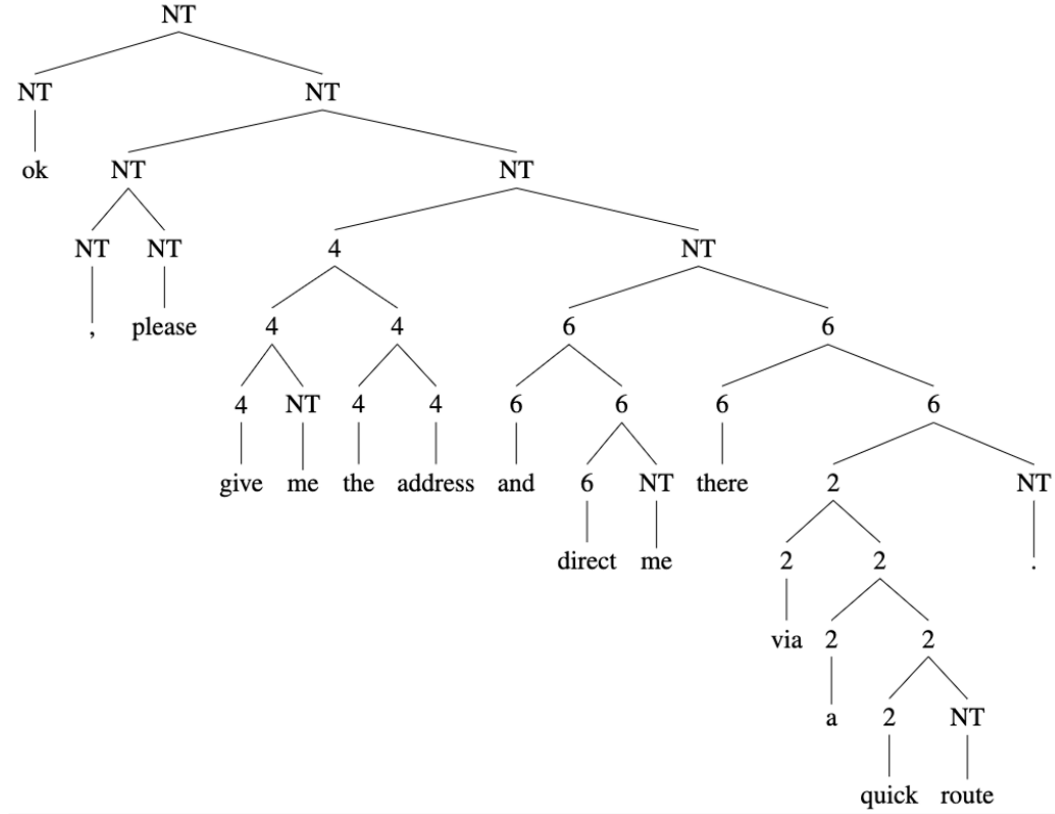 NT
NT NT
ok NT NT
NT NT 4 NT
, please 4 4 6 6
4 NT 4 4 6 6 6 6
give me the address and 6 NT there 2 NT
direct me 2 2 .
via 2 2
a 2 NT
quick route